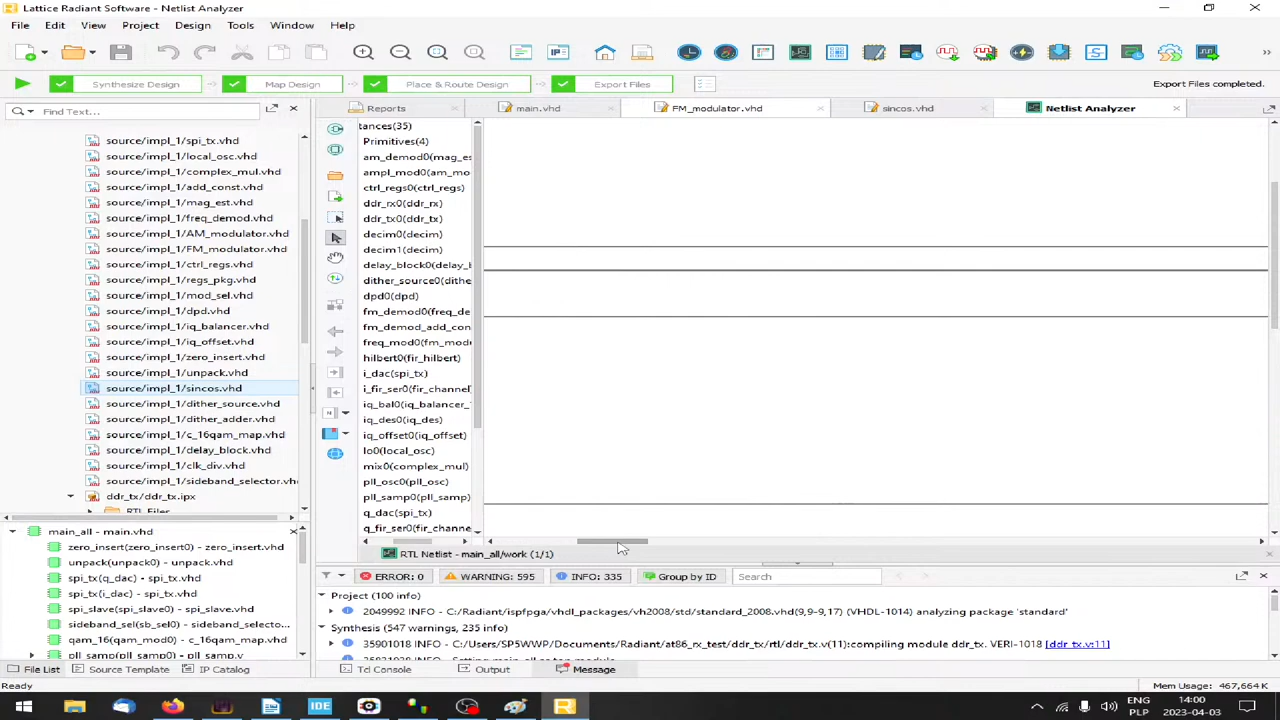 Lattice Radiant Software - Netlist Analyzer
File Edit View Project Design Tools Window Help
Synthesize Design Map Design Place & Route Design Export Files
Export Files completed.
Find Text...
Reports main.vhd FM_modulator.vhd sincos.vhd Netlist Analyzer
source/impl_1/spi_tx.vhd
source/impl_1/local_osc.vhd
source/impl_1/complex_mul.vhd
source/impl_1/add_const.vhd
source/impl_1/mag_est.vhd
source/impl_1/freq_demod.vhd
source/impl_1/AM_modulator.vhd
source/impl_1/FM_modulator.vhd
source/impl_1/ctrl_regs.vhd
source/impl_1/regs_pkg.vhd
source/impl_1/mod_sel.vhd
source/impl_1/dpd.vhd
source/impl_1/iq_balancer.vhd
source/impl_1/iq_offset.vhd
source/impl_1/zero_insert.vhd
source/impl_1/unpack.vhd
source/impl_1/sincos.vhd
source/impl_1/dither_source.vhd
source/impl_1/dither_adder.vhd
source/impl_1/c_16qam_map.vhd
source/impl_1/delay_block.vhd
source/impl_1/clk_div.vhd
source/impl_1/sideband_selector.vh
ddr_tx/ddr_tx.ipx
RTL Files
tances(35)
Primitives(4)
am_demod0(mag_es
ampl_mod0(am_mo
ctrl_regs0(ctrl_regs)
ddr_rx0(ddr_rx)
ddr_tx0(ddr_tx)
decim0(decim)
decim1(decim)
delay_block0(delay_b
dither_source0(dithe
dpd0(dpd)
fm_demod0(freq_de
fm_demod_add_con
freq_mod0(fm_mod
hilbert0(fir_hilbert)
i_dac(spi_tx)
i_fir_ser0(fir_channel
iq_bal0(iq_balancer_
iq_des0(iq_des)
iq_offset0(iq_offset)
lo0(local_osc)
mix0(complex_mul)
pll_osc0(pll_osc)
pll_samp0(pll_samp)
q_dac(spi_tx)
q_fir_ser0(fir_channe
RTL Netlist - main_all/work (1/1)
main_all - main.vhd
zero_insert(zero_insert0) - zero_insert.vhd
unpack(unpack0) - unpack.vhd
spi_tx(q_dac) - spi_tx.vhd
spi_tx(i_dac) - spi_tx.vhd
spi_slave(spi_slave0) - spi_slave.vhd
sideband_sel(sb_sel0) - sideband_selecto...
qam_16(qam_mod0) - c_16qam_map.vhd
pll_samp(pll_samp0) - pll_samp.v
ERROR: 0 WARNING: 595 INFO: 335 Group by ID Search
Project (100 info)
2049992 INFO - C:/Radiant/ispfpga/vhdl_packages/vh2008/std/standard_2008.vhd(9,9-9,17) (VHDL-1014) analyzing package 'standard'
Synthesis (547 warnings, 235 info)
35901018 INFO - C:/Users/SP5WWP/Documents/Radiant/at86_rx_test/ddr_tx/rtl/ddr_tx.v(11):compiling module ddr_tx. VERI-1018 [ddr_tx.v:11]
File List Source Template IP Catalog
Tcl Console Output Message
Ready
Mem Usage: 467,664 K
IDE
ENG
PLP
14:00
2023-04-03